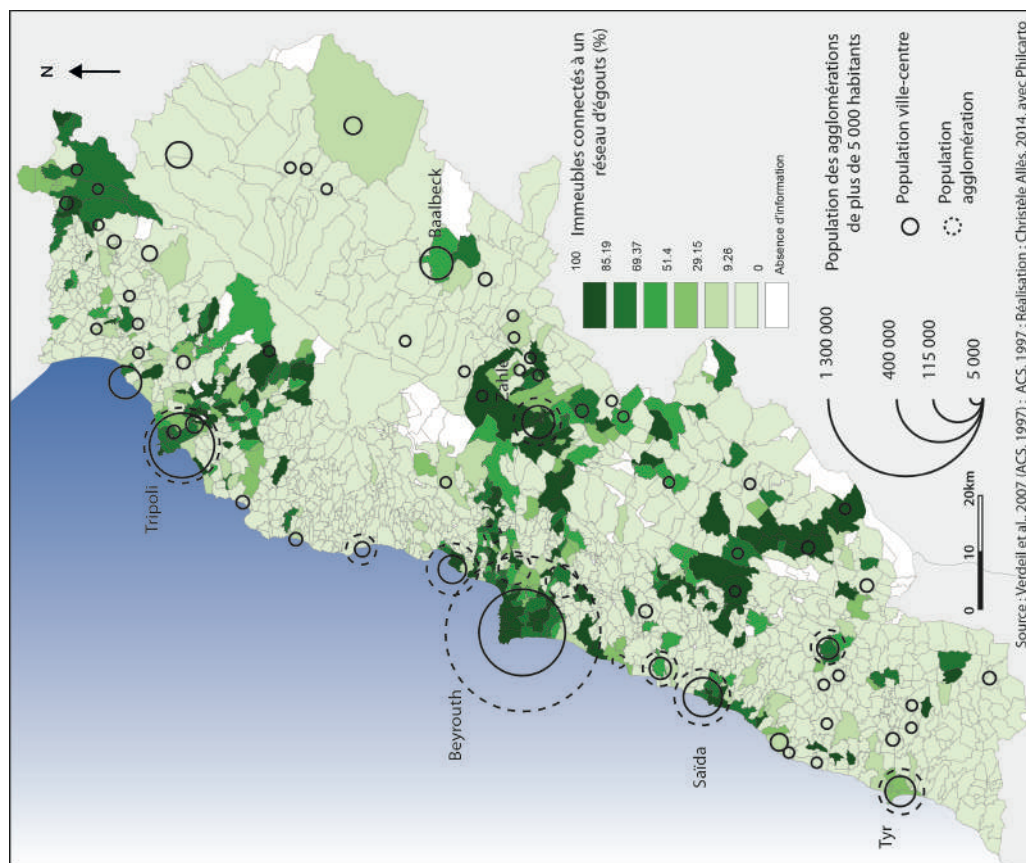 N
Tripoli
Beyrouth
Saïda
Tyr
Baalbeck
Zahlé
Immeubles connectés à un
réseau d'égouts (%)
100
85.19
69.37
51.4
29.15
9.26
0
Absence d'information
Population des agglomérations
de plus de 5 000 habitants
1 300 000
400 000
115 000
5 000
Population ville-centre
Population
agglomération
0 10 20km
Source : Verdeil et al. 2007 (ACS, 1997) ; ACS, 1997 ; Réalisation : Christèle Allès, 2014, avec Philcarto